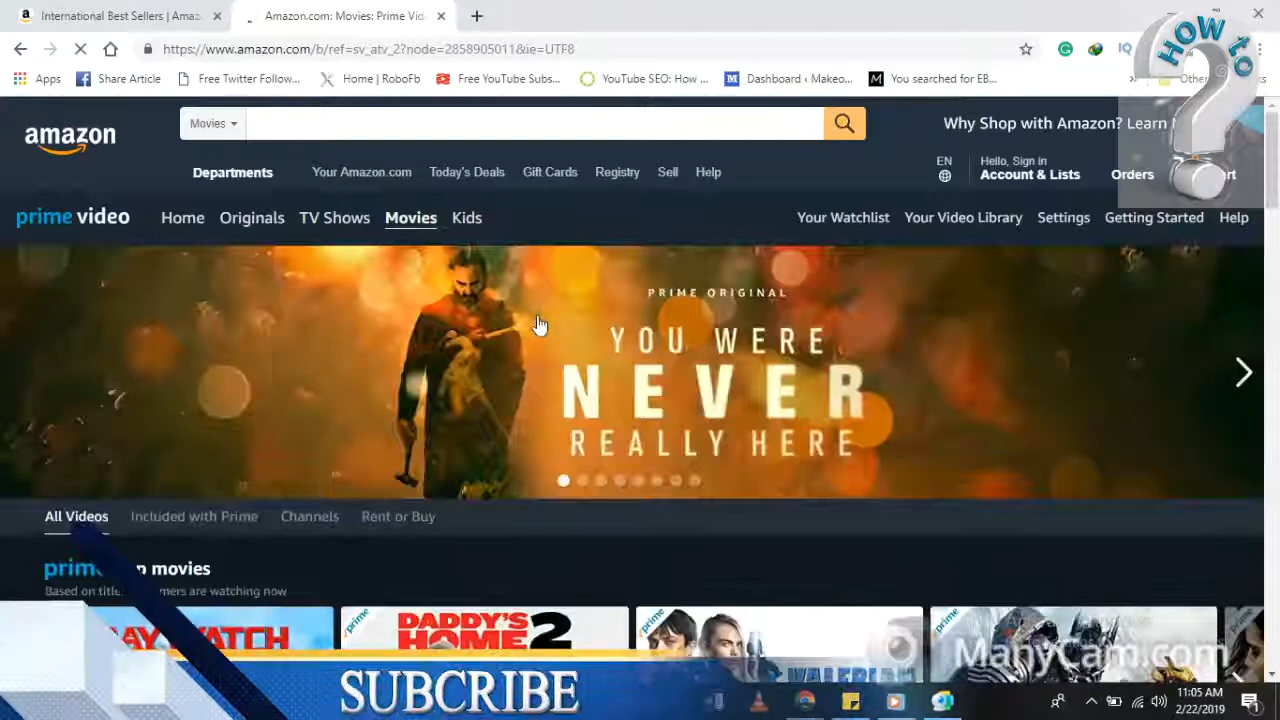 International Best Sellers | Amaz
Amazon.com: Movies: Prime Vid
https://www.amazon.com/b/ref=sv_atv_2?node=2858905011&ie=UTF8
Apps
Share Article
Free Twitter Follow...
Home | RoboFb
Free YouTube Subs...
YouTube SEO: How ...
Dashboard ‹ Makeo...
You searched for EB...
»
HOW to
amazon
Movies
Why Shop with Amazon? Learn
Departments
Your Amazon.com
Today's Deals
Gift Cards
Registry
Sell
Help
EN
Hello, Sign in
Account & Lists
Orders
prime video
Home
Originals
TV Shows
Movies
Kids
Your Watchlist
Your Video Library
Settings
Getting Started
Help
PRIME ORIGINAL
YOU WERE
NEVER
REALLY HERE
All Videos
Included with Prime
Channels
Rent or Buy
movies
Based on
watching now
prime
DADDY'S
HOME 2
prime
prime
ManyCam.com
SUBCRIBE
11:05 AM
2/22/2019